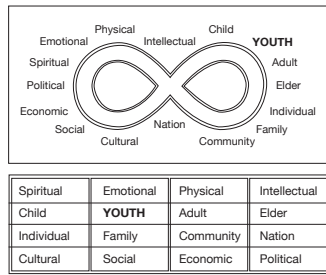 Physical Child
Emotional Intellectual YOUTH
Spiritual Adult
Political Elder
Economic Individual
Social Nation Family
Cultural Community
Spiritual Emotional Physical Intellectual
Child YOUTH Adult Elder
Individual Family Community Nation
Cultural Social Economic Political